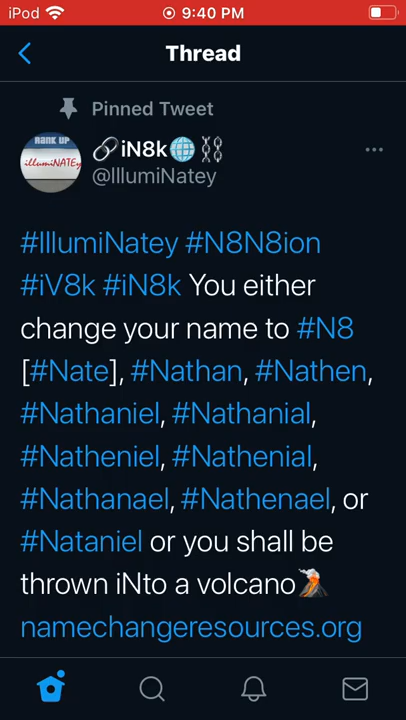 iPod 9:40 PM
Thread
Pinned Tweet
🔗iN8k🌐⛓
@IllumiNatey
RANK UP
illumiNATEy
#IllumiNatey #N8N8ion
#iV8k #iN8k You either
change your name to #N8
[#Nate], #Nathan, #Nathen,
#Nathaniel, #Nathanial,
#Natheniel, #Nathenial,
#Nathanael, #Nathenael, or
#Nataniel or you shall be
thrown iNto a volcano🌋
namechangeresources.org